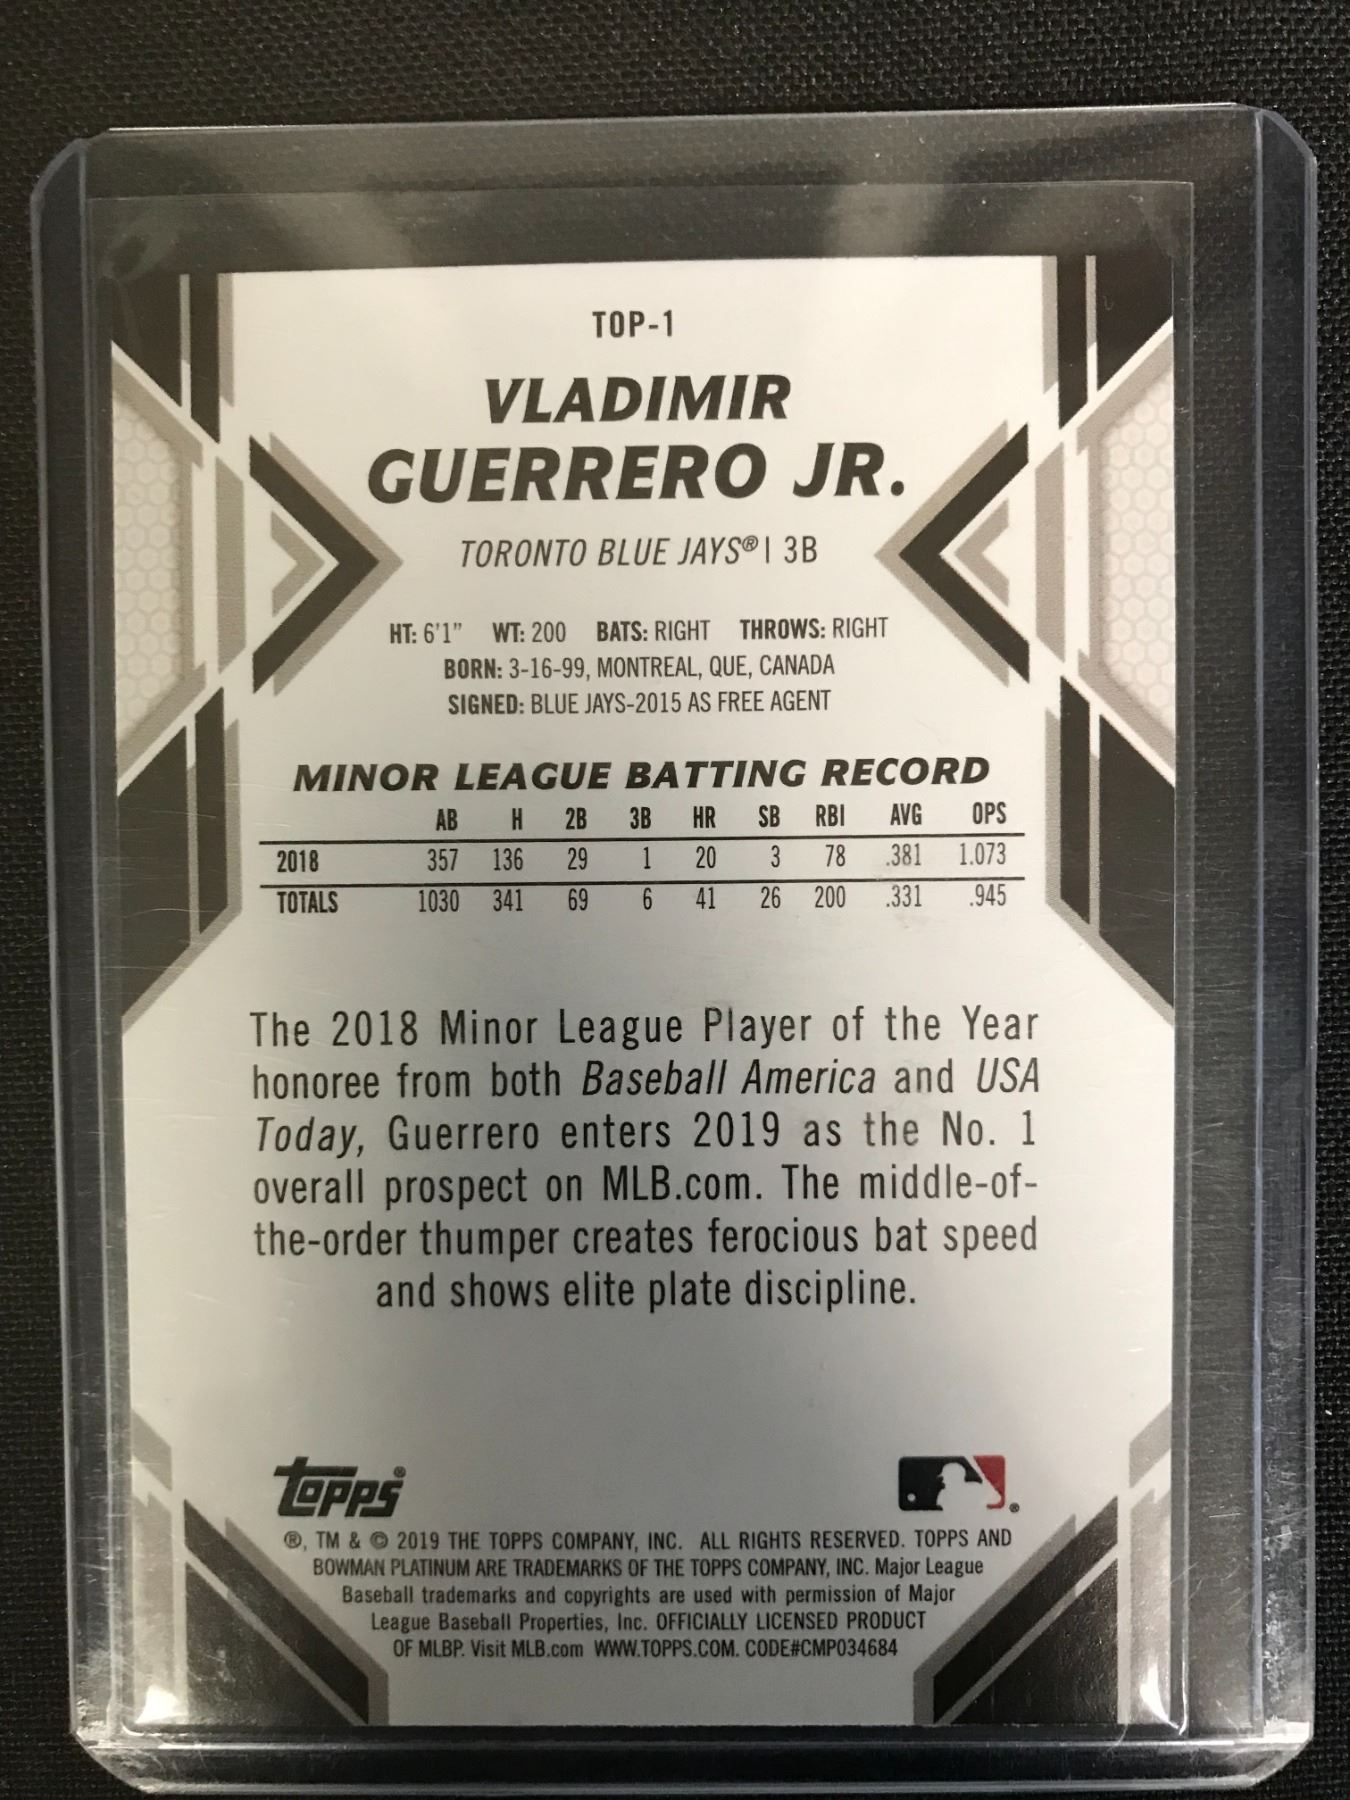 TOP-1
VLADIMIR
GUERRERO JR.
TORONTO BLUE JAYS® | 3B
HT: 6'1" WT: 200 BATS: RIGHT THROWS: RIGHT
BORN: 3-16-99, MONTREAL, QUE, CANADA
SIGNED: BLUE JAYS-2015 AS FREE AGENT
MINOR LEAGUE BATTING RECORD
AB H 2B 3B HR SB RBI AVG OPS
2018 357 136 29 1 20 3 78 .381 1.073
TOTALS 1030 341 69 6 41 26 200 .331 .945
The 2018 Minor League Player of the Year
honoree from both Baseball America and USA
Today, Guerrero enters 2019 as the No. 1
overall prospect on MLB.com. The middle-of-
the-order thumper creates ferocious bat speed
and shows elite plate discipline.
topps®
®
®, TM & © 2019 THE TOPPS COMPANY, INC. ALL RIGHTS RESERVED. TOPPS AND
BOWMAN PLATINUM ARE TRADEMARKS OF THE TOPPS COMPANY, INC. Major League
Baseball trademarks and copyrights are used with permission of Major
League Baseball Properties, Inc. OFFICIALLY LICENSED PRODUCT
OF MLBP. Visit MLB.com WWW.TOPPS.COM. CODE#CMP034684